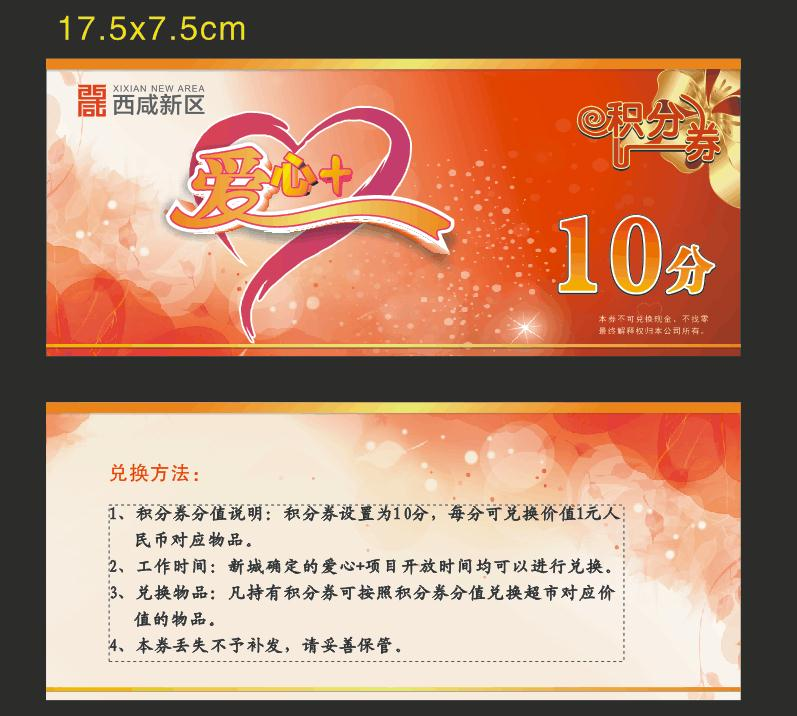 17.5x7.5cm
XIXIAN NEW AREA
西咸新区
爱心+
积分券
10分
本券不可兑换现金，不找零
最终解释权归本公司所有。
兑换方法：
1、积分券分值说明：积分券设置为10分，每分可兑换价值1元人
民币对应物品。
2、工作时间：新城确定的爱心+项目开放时间均可以进行兑换。
3、兑换物品：凡持有积分券可按照积分券分值兑换超市对应价
值的物品。
4、本券丢失不予补发，请妥善保管。